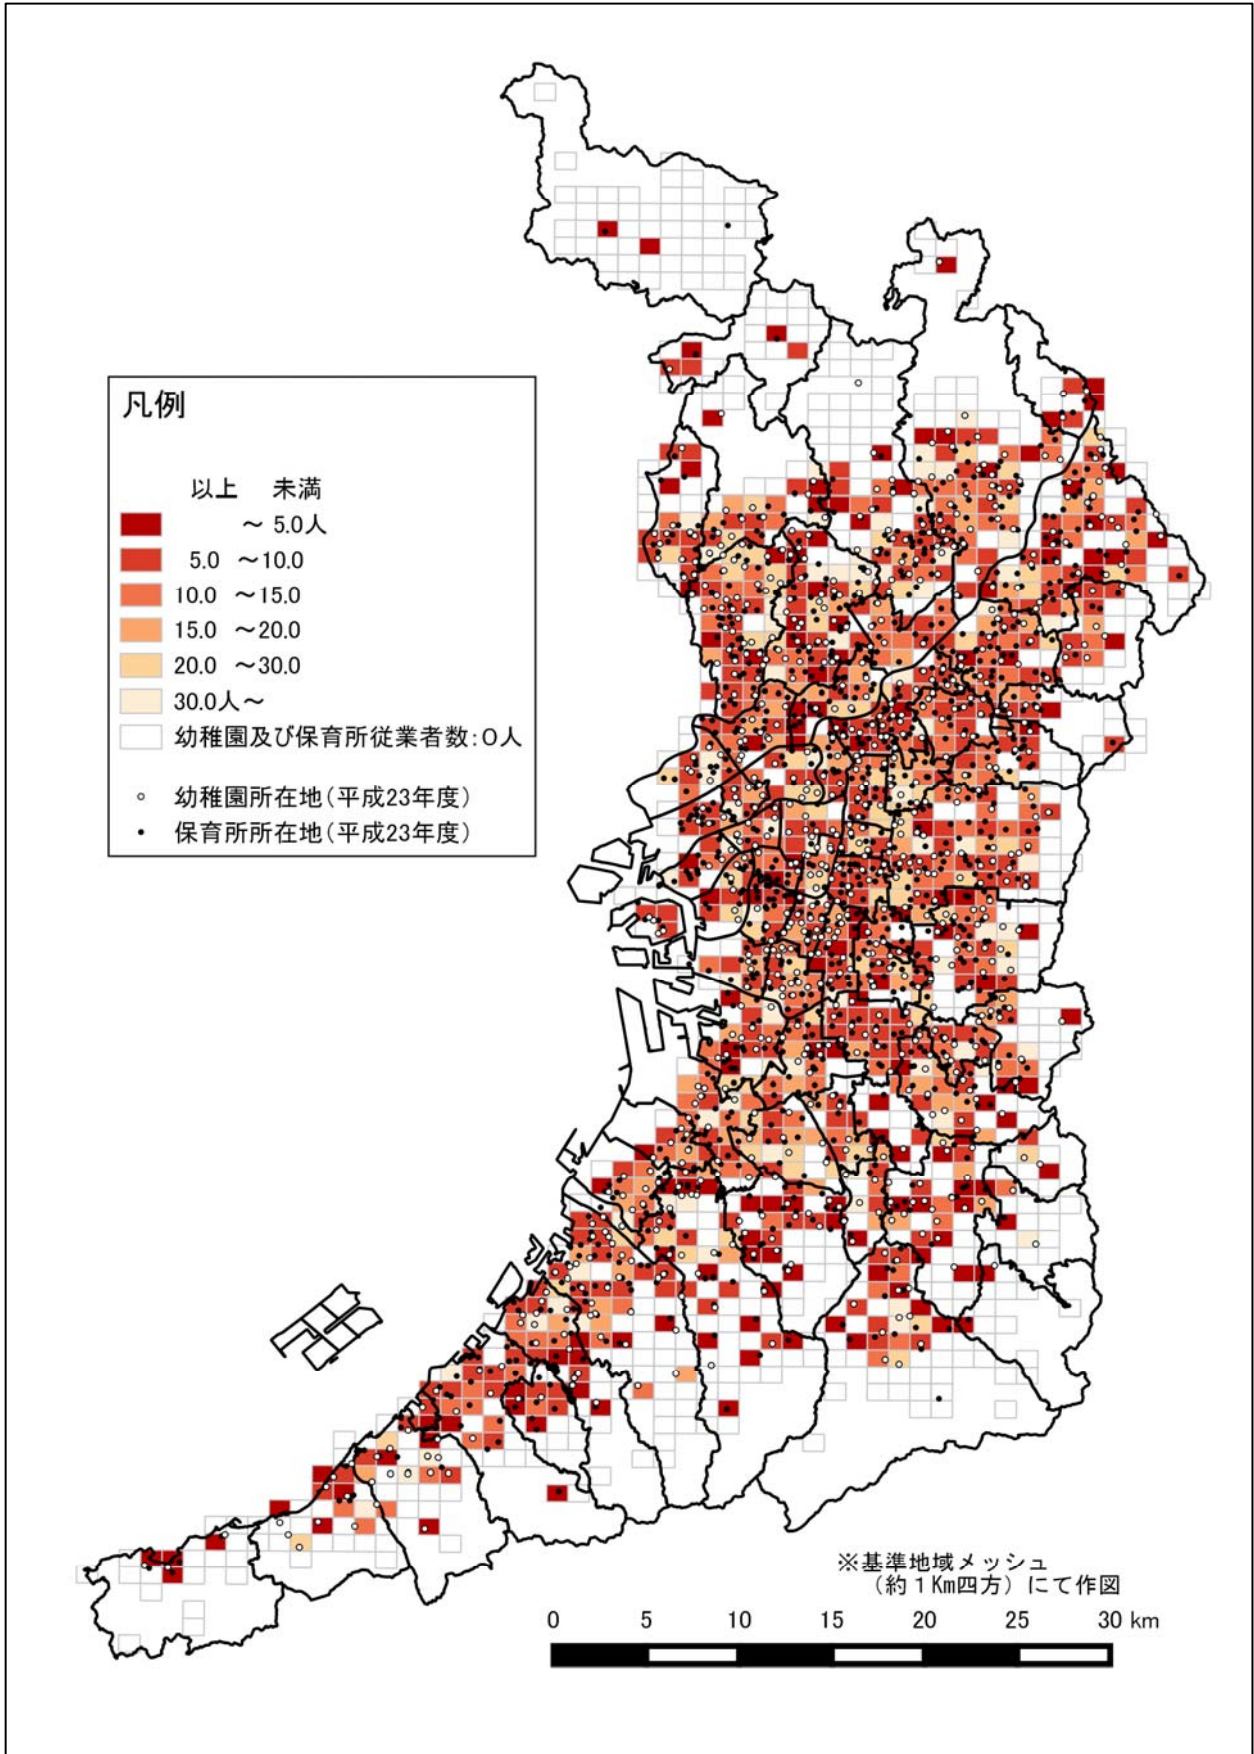 凡例
以上 未満
～ 5.0人
5.0 ～10.0
10.0 ～15.0
15.0 ～20.0
20.0 ～30.0
30.0人～
幼稚園及び保育所従業者数:0人
幼稚園所在地(平成23年度)
保育所所在地(平成23年度)
※基準地域メッシュ
(約1Km四方)にて作図
0 5 10 15 20 25 30 km